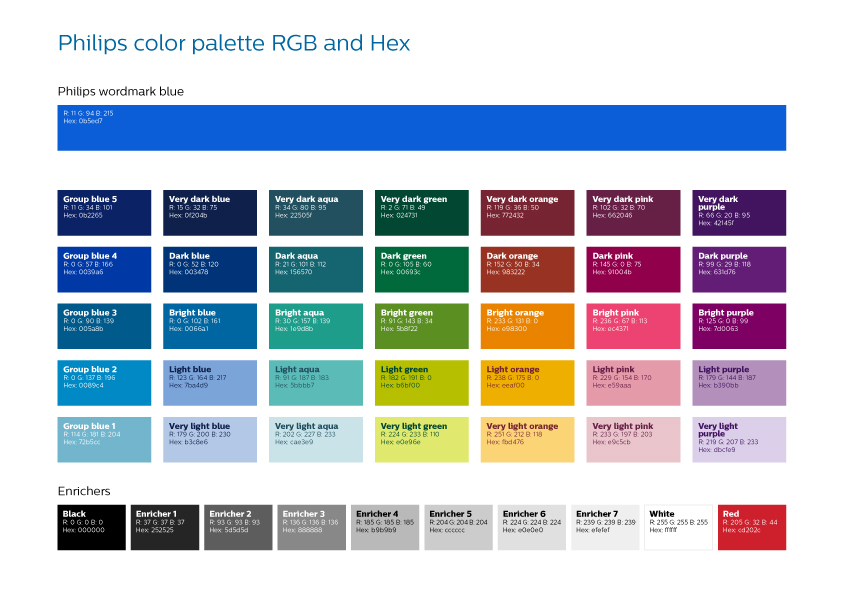 Philips color palette RGB and Hex
Philips wordmark blue
R: 11 G: 94 B: 215
Hex: 0b5ed7
Group blue 5
R: 11 G: 34 B: 101
Hex: 0b2265
Very dark blue
R: 15 G: 32 B: 75
Hex: 0f204b
Very dark aqua
R: 34 G: 80 B: 95
Hex: 22505f
Very dark green
R: 2 G: 71 B: 49
Hex: 024731
Very dark orange
R: 119 G: 36 B: 50
Hex: 772432
Very dark pink
R: 102 G: 32 B: 70
Hex: 662046
Very dark
purple
R: 66 G: 20 B: 95
Hex: 42145f
Group blue 4
R: 0 G: 57 B: 166
Hex: 0039a6
Dark blue
R: 0 G: 52 B: 120
Hex: 003478
Dark aqua
R: 21 G: 101 B: 112
Hex: 156570
Dark green
R: 0 G: 105 B: 60
Hex: 00693c
Dark orange
R: 152 G: 50 B: 34
Hex: 983222
Dark pink
R: 145 G: 0 B: 75
Hex: 91004b
Dark purple
R: 99 G: 29 B: 118
Hex: 631d76
Group blue 3
R: 0 G: 90 B: 139
Hex: 005a8b
Bright blue
R: 0 G: 102 B: 161
Hex: 0066a1
Bright aqua
R: 30 G: 157 B: 139
Hex: 1e9d8b
Bright green
R: 91 G: 143 B: 34
Hex: 5b8f22
Bright orange
R: 233 G: 131 B: 0
Hex: e98300
Bright pink
R: 236 G: 67 B: 113
Hex: ec4371
Bright purple
R: 125 G: 0 B: 99
Hex: 7d0063
Group blue 2
R: 0 G: 137 B: 196
Hex: 0089c4
Light blue
R: 123 G: 164 B: 217
Hex: 7ba4d9
Light aqua
R: 91 G: 187 B: 183
Hex: 5bbbb7
Light green
R: 182 G: 191 B: 0
Hex: b6bf00
Light orange
R: 238 G: 175 B: 0
Hex: eeaf00
Light pink
R: 229 G: 154 B: 170
Hex: e59aaa
Light purple
R: 179 G: 144 B: 187
Hex: b390bb
Group blue 1
R: 114 G: 181 B: 204
Hex: 72b5cc
Very light blue
R: 179 G: 200 B: 230
Hex: b3c8e6
Very light aqua
R: 202 G: 227 B: 233
Hex: cae3e9
Very light green
R: 224 G: 233 B: 110
Hex: e0e96e
Very light orange
R: 251 G: 212 B: 118
Hex: fbd476
Very light pink
R: 233 G: 197 B: 203
Hex: e9c5cb
Very light
purple
R: 219 G: 207 B: 233
Hex: dbcfe9
Enrichers
Black
R: 0 G: 0 B: 0
Hex: 000000
Enricher 1
R: 37 G: 37 B: 37
Hex: 252525
Enricher 2
R: 93 G: 93 B: 93
Hex: 5d5d5d
Enricher 3
R: 136 G: 136 B: 136
Hex: 888888
Enricher 4
R: 185 G: 185 B: 185
Hex: b9b9b9
Enricher 5
R: 204 G: 204 B: 204
Hex: cccccc
Enricher 6
R: 224 G: 224 B: 224
Hex: e0e0e0
Enricher 7
R: 239 G: 239 B: 239
Hex: efefef
White
R: 255 G: 255 B: 255
Hex: ffffff
Red
R: 205 G: 32 B: 44
Hex: cd202c